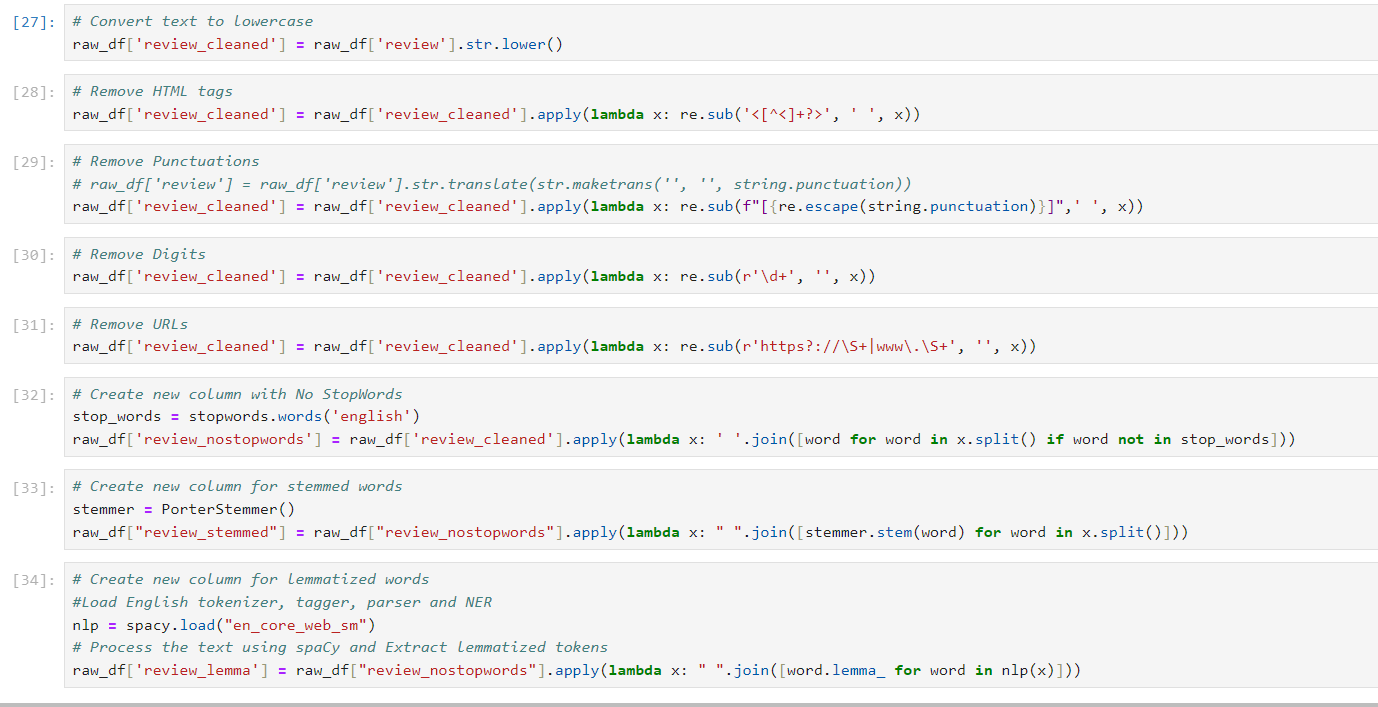 [27]: # Convert text to lowercase
raw_df['review_cleaned'] = raw_df['review'].str.lower()
[28]: # Remove HTML tags
raw_df['review_cleaned'] = raw_df['review_cleaned'].apply(lambda x: re.sub('<[^<]+?>', ' ', x))
[29]: # Remove Punctuations
# raw_df['review'] = raw_df['review'].str.translate(str.maketrans('', '', string.punctuation))
raw_df['review_cleaned'] = raw_df['review_cleaned'].apply(lambda x: re.sub(f"[{re.escape(string.punctuation)}]",' ', x))
[30]: # Remove Digits
raw_df['review_cleaned'] = raw_df['review_cleaned'].apply(lambda x: re.sub(r'\d+', '', x))
[31]: # Remove URLs
raw_df['review_cleaned'] = raw_df['review_cleaned'].apply(lambda x: re.sub(r'https?://\S+|www\.\S+', '', x))
[32]: # Create new column with No StopWords
stop_words = stopwords.words('english')
raw_df['review_nostopwords'] = raw_df['review_cleaned'].apply(lambda x: ' '.join([word for word in x.split() if word not in stop_words]))
[33]: # Create new column for stemmed words
stemmer = PorterStemmer()
raw_df["review_stemmed"] = raw_df["review_nostopwords"].apply(lambda x: " ".join([stemmer.stem(word) for word in x.split()]))
[34]: # Create new column for lemmatized words
#Load English tokenizer, tagger, parser and NER
nlp = spacy.load("en_core_web_sm")
# Process the text using spaCy and Extract lemmatized tokens
raw_df['review_lemma'] = raw_df["review_nostopwords"].apply(lambda x: " ".join([word.lemma_ for word in nlp(x)]))